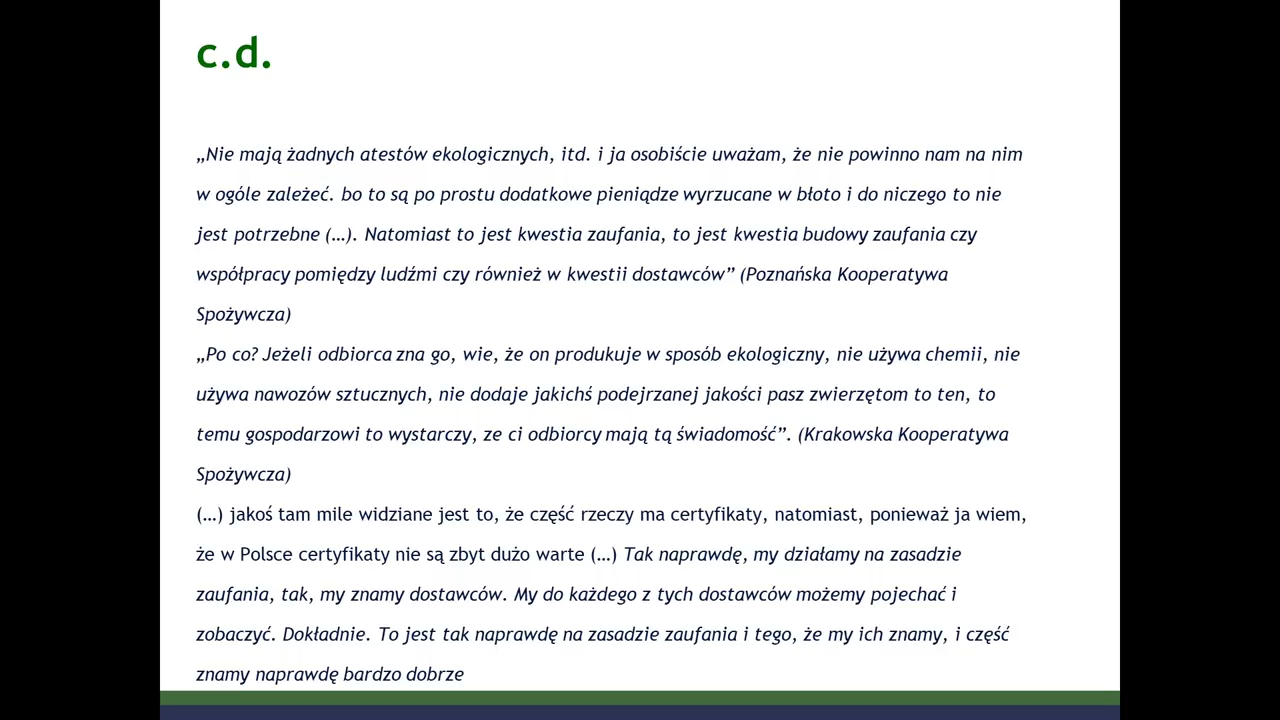 c.d.
„Nie mają żadnych atestów ekologicznych, itd. i ja osobiście uważam, że nie powinno nam na nim
w ogóle zależeć. bo to są po prostu dodatkowe pieniądze wyrzucane w błoto i do niczego to nie
jest potrzebne (…). Natomiast to jest kwestia zaufania, to jest kwestia budowy zaufania czy
współpracy pomiędzy ludźmi czy również w kwestii dostawców” (Poznańska Kooperatywa
Spożywcza)
„Po co? Jeżeli odbiorca zna go, wie, że on produkuje w sposób ekologiczny, nie używa chemii, nie
używa nawozów sztucznych, nie dodaje jakichś podejrzanej jakości pasz zwierzętom to ten, to
temu gospodarzowi to wystarczy, ze ci odbiorcy mają tą świadomość”. (Krakowska Kooperatywa
Spożywcza)
(…) jakoś tam mile widziane jest to, że część rzeczy ma certyfikaty, natomiast, ponieważ ja wiem,
że w Polsce certyfikaty nie są zbyt dużo warte (…) Tak naprawdę, my działamy na zasadzie
zaufania, tak, my znamy dostawców. My do każdego z tych dostawców możemy pojechać i
zobaczyć. Dokładnie. To jest tak naprawdę na zasadzie zaufania i tego, że my ich znamy, i część
znamy naprawdę bardzo dobrze